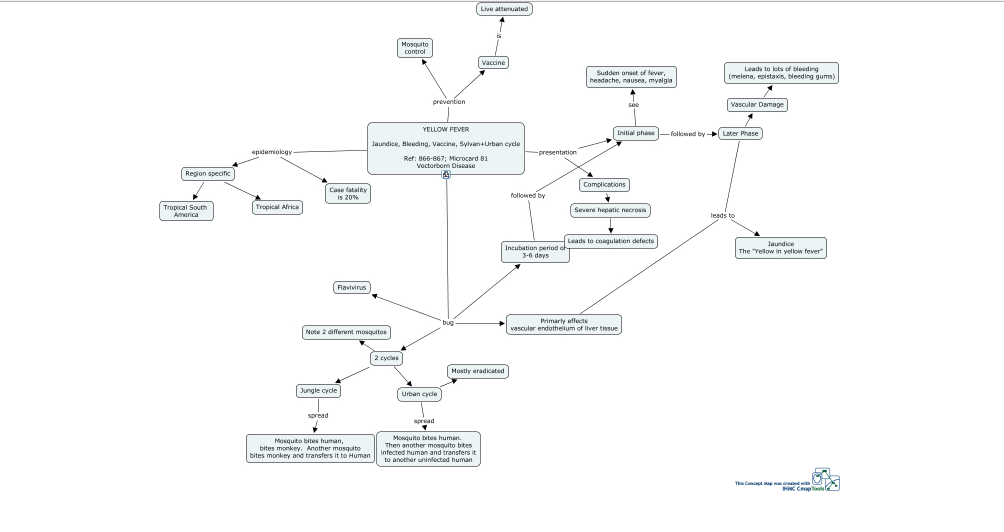 Live attenuated
is
Mosquito
control
Vaccine
prevention
Sudden onset of fever,
headache, nausea, myalgia
see
Leads to lots of bleeding
(melena, epistaxis, bleeding gums)
Vascular Damage
YELLOW FEVER
Jaundice, Bleeding, Vaccine, Sylvan+Urban cycle
Ref: 866-867; Microcard 81
Vectorborn Disease
Initial phase
followed by
Later Phase
epidemiology
presentation
Region specific
Case fatality
is 20%
Tropical South
America
Tropical Africa
Complications
followed by
Severe hepatic necrosis
Leads to coagulation defects
Incubation period of
3-6 days
leads to
Jaundice
The "Yellow in yellow fever"
Flavivirus
bug
Primarly effects
vascular endothelium of liver tissue
Note 2 different mosquitos
2 cycles
Mostly eradicated
Jungle cycle
Urban cycle
spread
spread
Mosquito bites human,
bites monkey. Another mosquito
bites monkey and transfers it to Human
Mosquito bites human.
Then another mosquito bites
infected human and transfers it
to another uninfected human
This Concept Map was created with
IHMC CmapTools